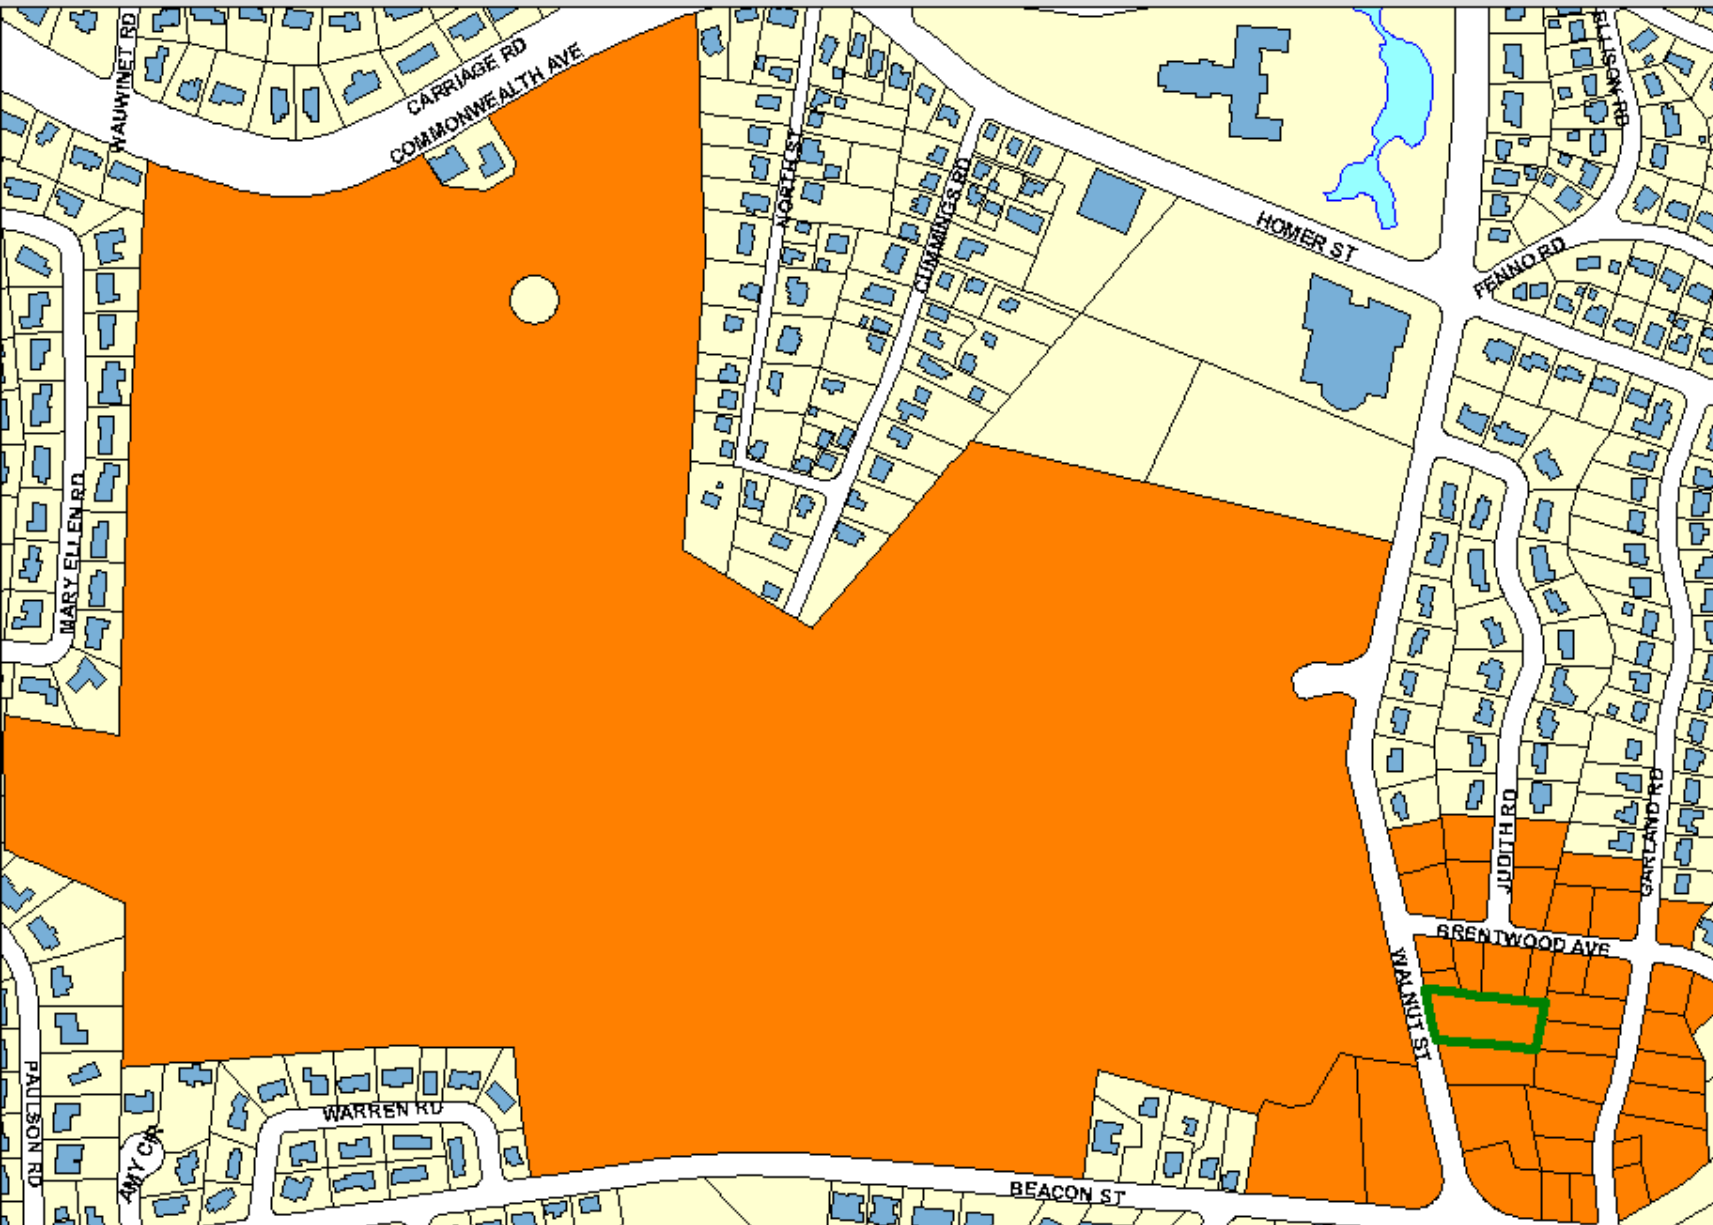 WAUWINET RD
CARRIAGE RD
COMMONWEALTH AVE
NORTH ST
CUMMINGS RD
HOMER ST
ELLISON RD
FENNO RD
MARY ELLEN RD
JUDITH RD
GARLAND RD
BRENTWOOD AVE
WALNUT ST
PAULSON RD
WARREN RD
AMY CIR
BEACON ST